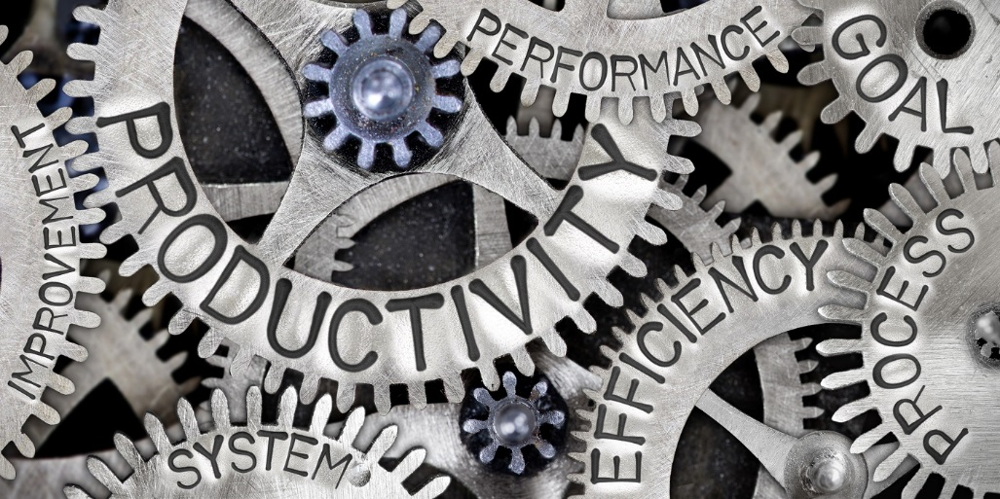 PERFORMANCE
GOAL
IMPROVEMENT
PRODUCTIVITY
EFFICIENCY
PROCESS
SYSTEM